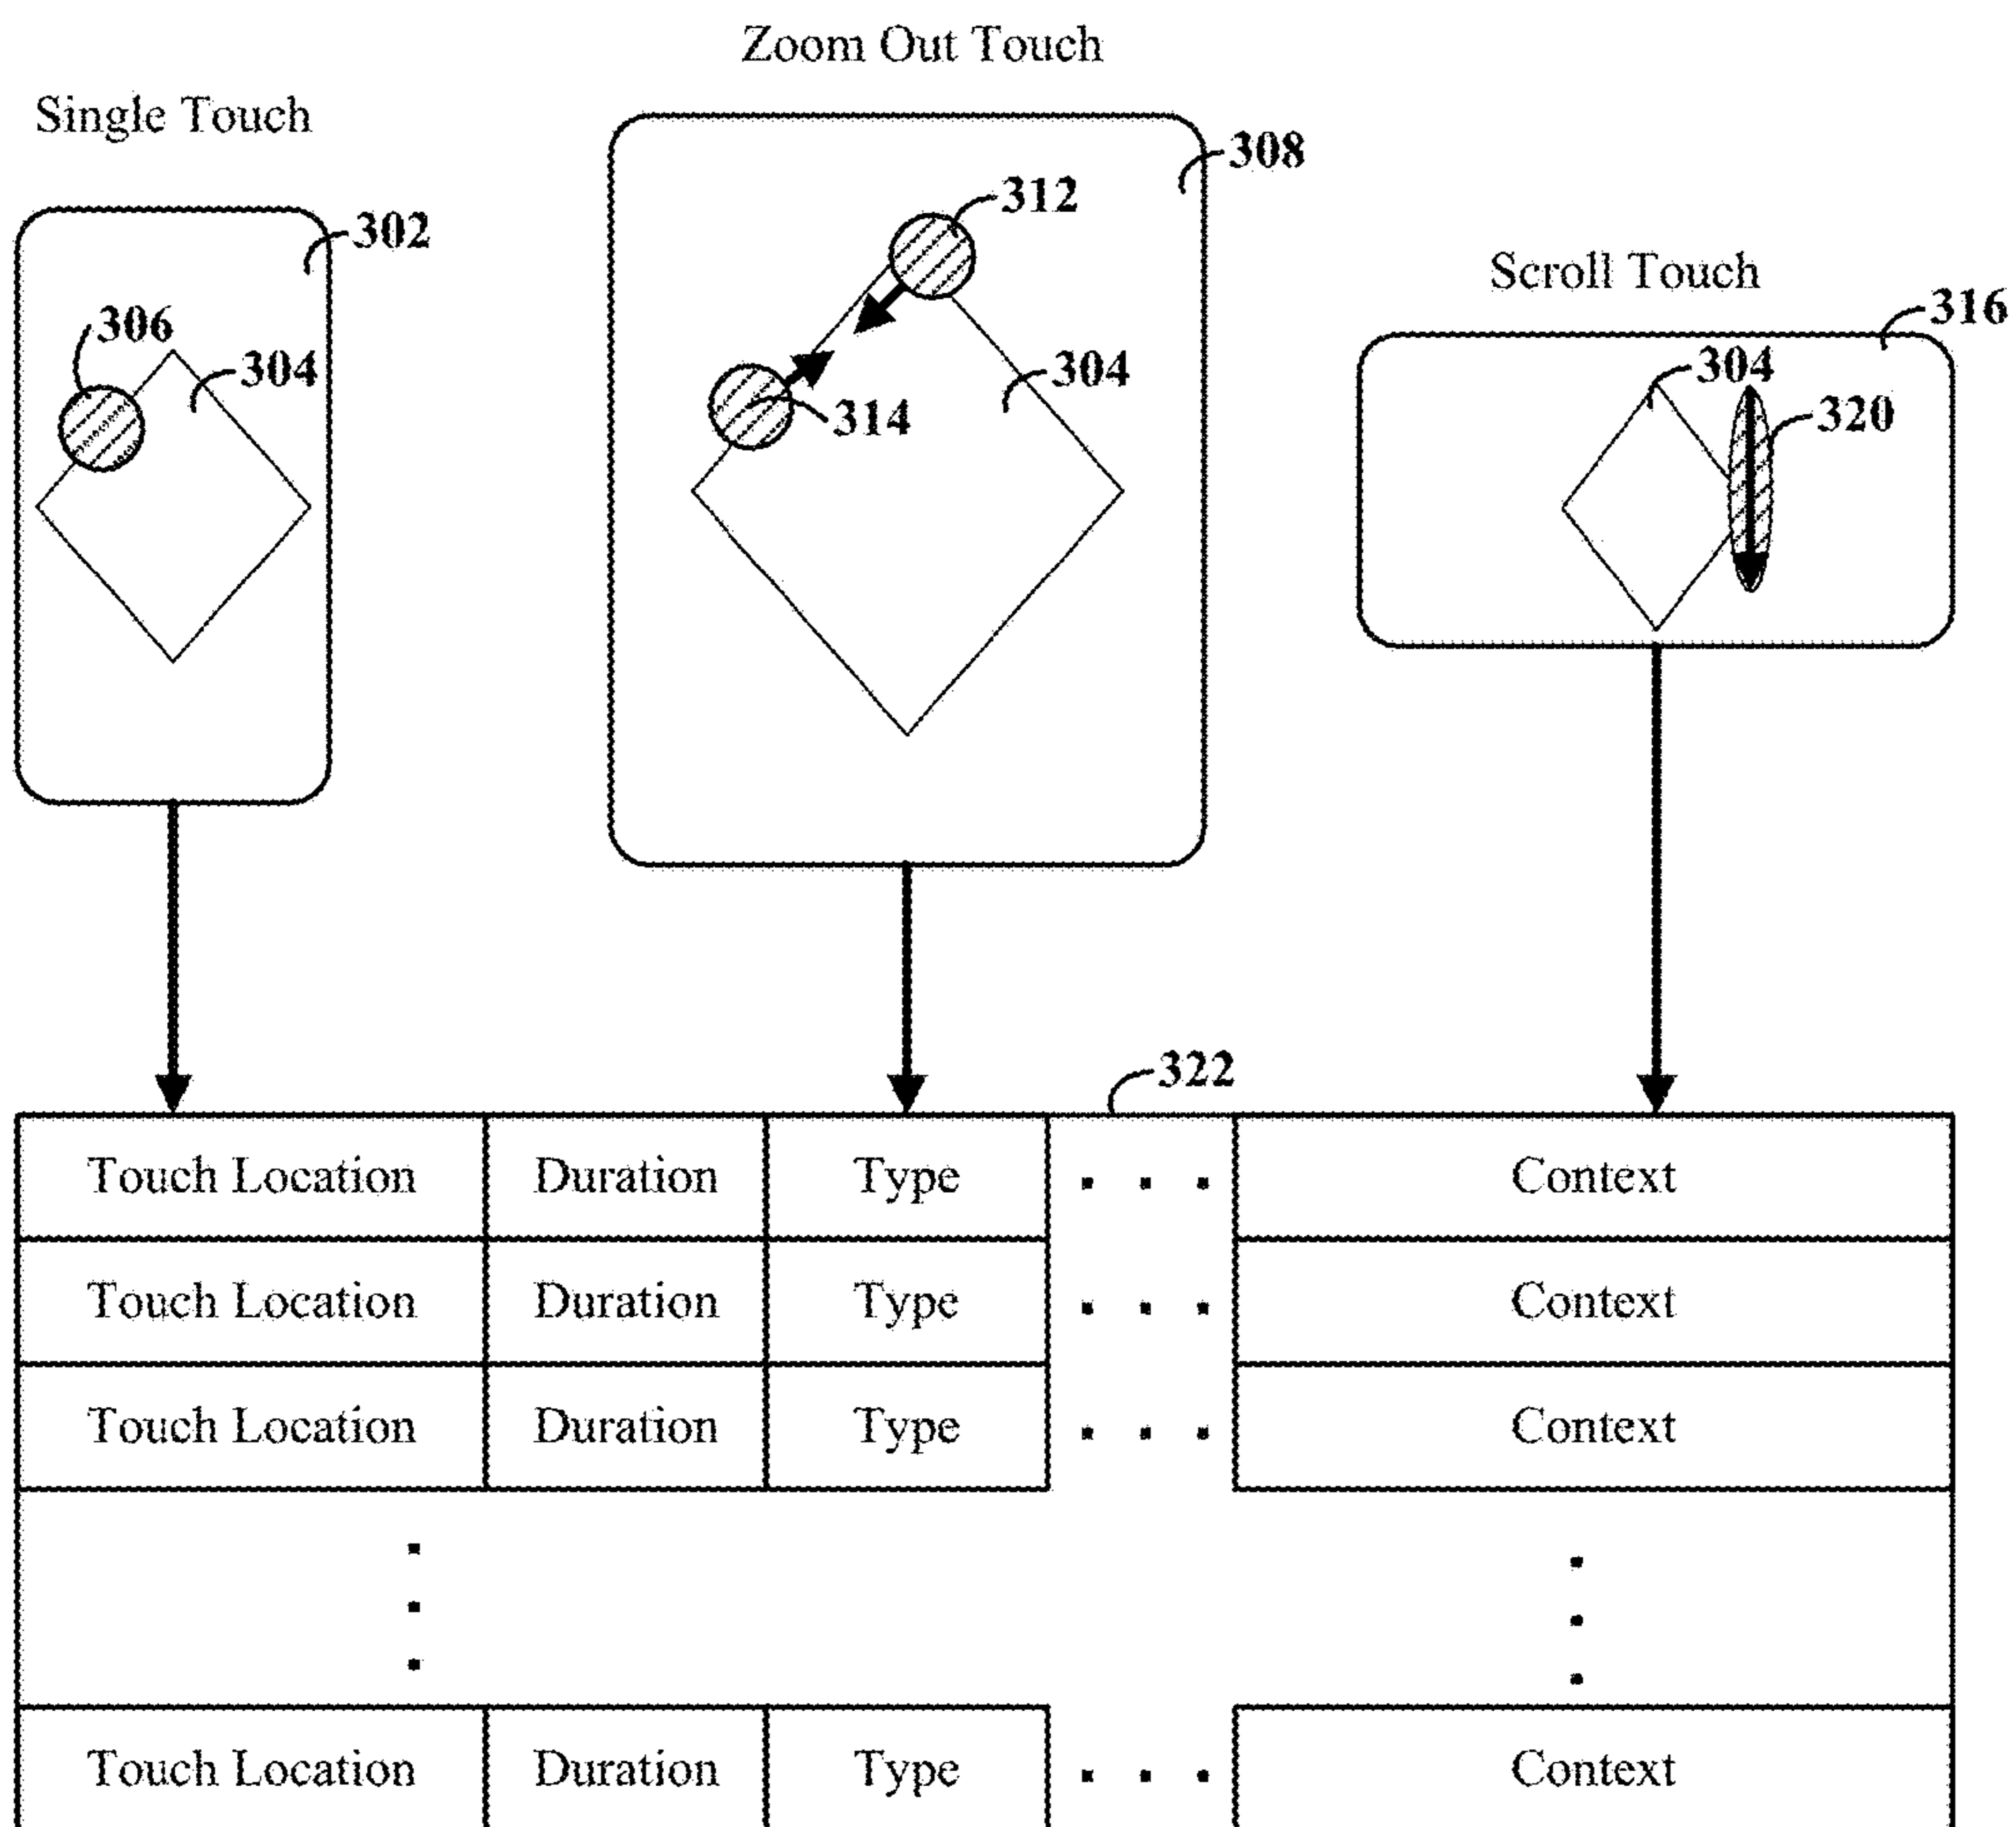 Zoom Out Touch
Single Touch
308
312
302
Scroll Touch
316
306
304
304
304
314
320
322
Touch Location Duration Type . . . Context
Touch Location Duration Type . . . Context
Touch Location Duration Type . . . Context
Touch Location Duration Type . . . Context